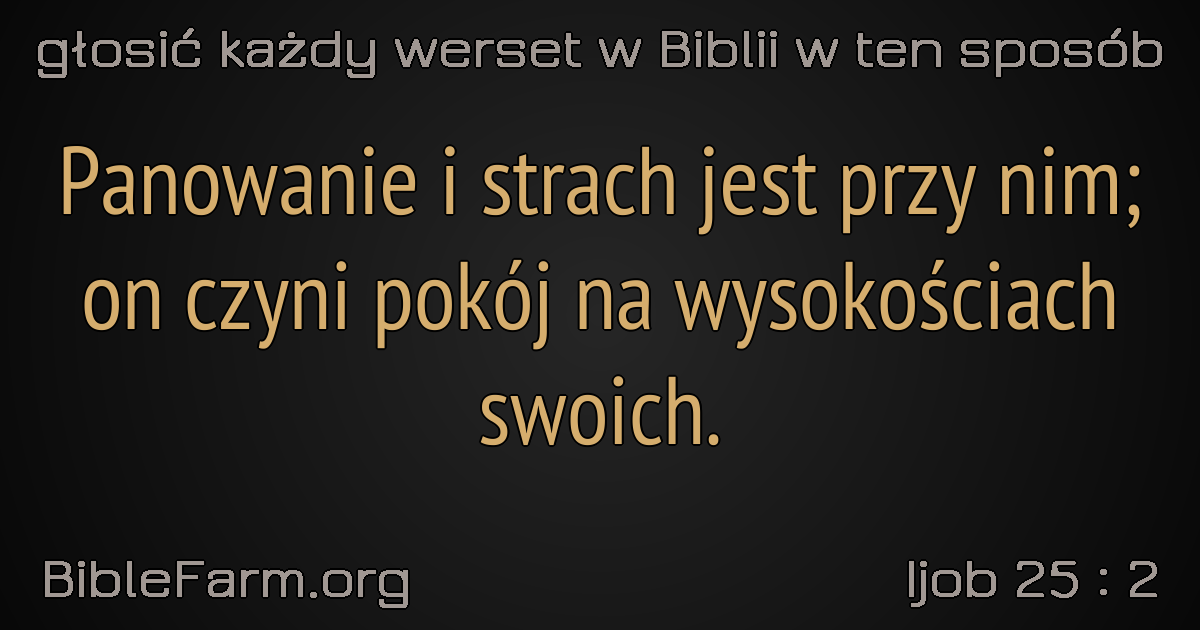 głosić każdy werset w Biblii w ten sposób
Panowanie i strach jest przy nim;
on czyni pokój na wysokościach
swoich.
BibleFarm.org
Ijob 25 : 2